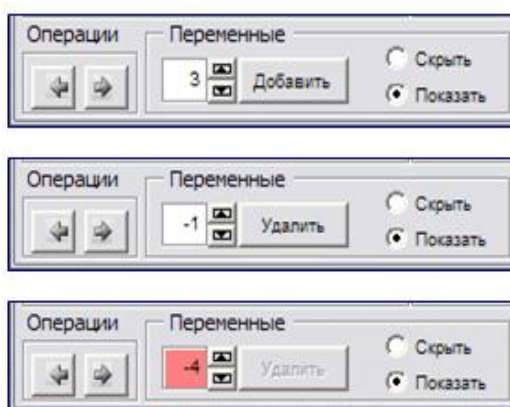 Операции Переменные
3 Добавить
Скрыть
Показать
Операции Переменные
-1 Удалить
Скрыть
Показать
Операции Переменные
-4 Удалить
Скрыть
Показать